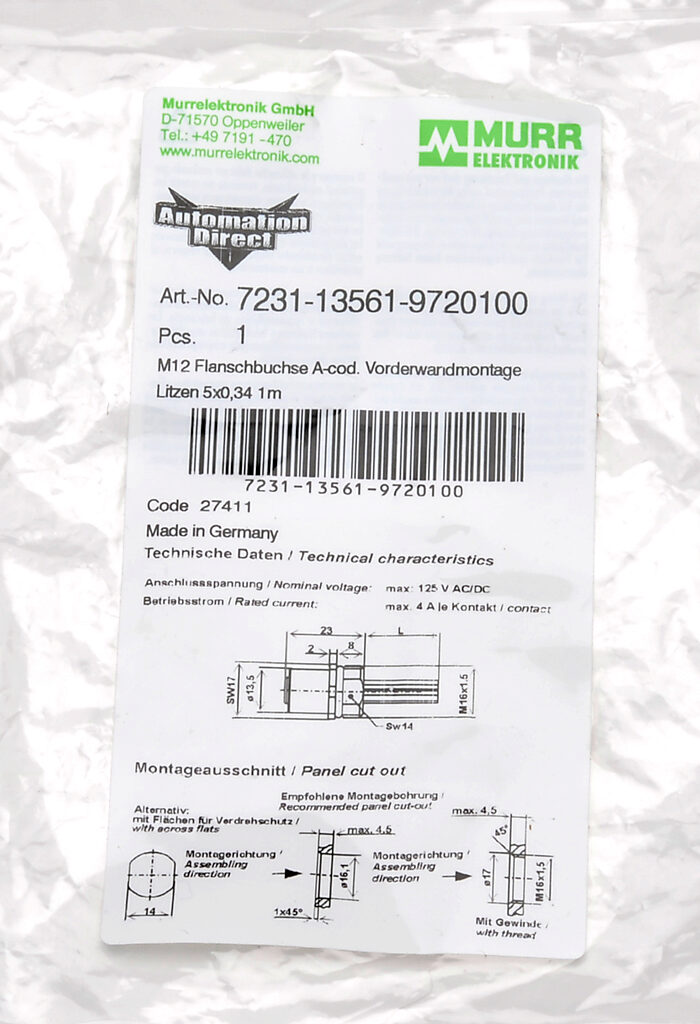 Murrelektronik GmbH
D-71570 Oppenweiler
Tel.: +49 7191 -470
www.murrelektronik.com
MURR
ELEKTRONIK
Automation
Direct
Art.-No. 7231-13561-9720100
Pcs. 1
M12 Flanschbuchse A-cod. Vorderwandmontage
Litzen 5x0,34 1m
7231-13561-9720100
Code 27411
Made in Germany
Technische Daten / Technical characteristics
Anschlussspannung / Nominal voltage: max. 125 V AC/DC
Betriebsstrom / Rated current: max. 4 A je Kontakt / contact
23 L
2 8
SW17
ø13,5
M16x1.5
Sw14
Montageausschnitt / Panel cut out
Empfohlene Montagebohrung /
Recommended panel cut-out
Alternativ:
mit Flächen für Verdrehschutz /
with across flats
max. 4,5
max. 4,5
45°
Montagerichtung /
Assembling
direction
ø16,1
Montagerichtung /
Assembling
direction
ø17
M16x1,5
14
1x45°
Mit Gewinde /
with thread